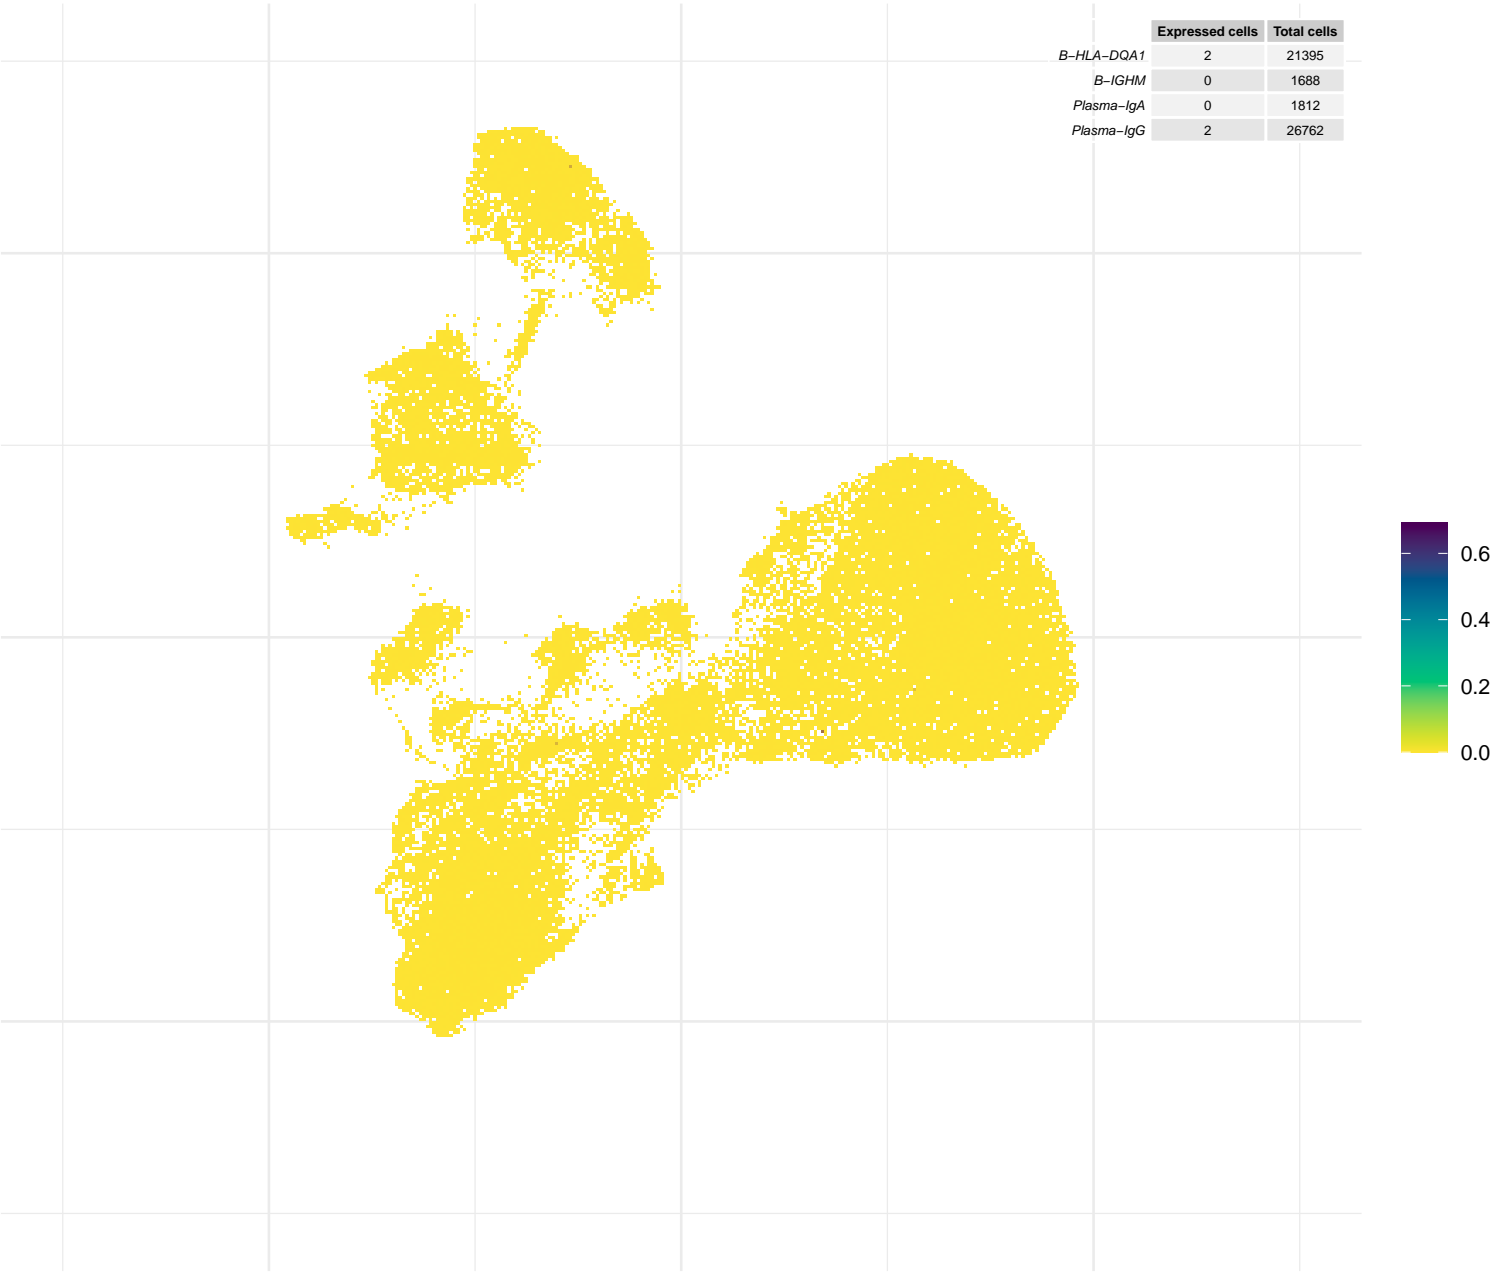 Expressed cells Total cells
B−HLA−DQA1 2 21395
B−IGHM 0 1688
Plasma−IgA 0 1812
Plasma−IgG 2 26762
0.6
0.4
0.2
0.0